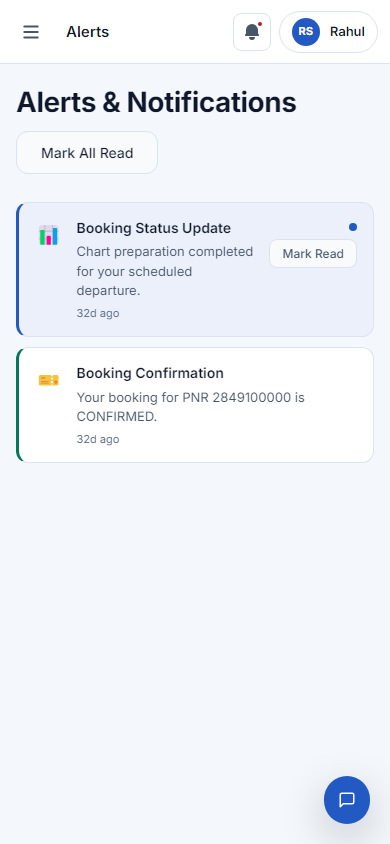 Alerts
RS
Rahul
Alerts & Notifications
Mark All Read
Booking Status Update
Chart preparation completed
for your scheduled
departure.
32d ago
Mark Read
Booking Confirmation
Your booking for PNR 2849100000 is
CONFIRMED.
32d ago